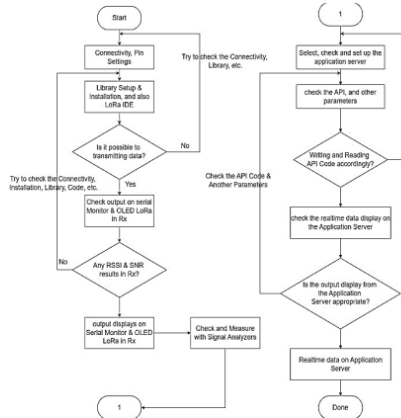 Start
Connectivity, Pin
Settings
Try to check the Connectivity,
Library, etc.
Library Setup &
Installation, and also
LoRa IDE
Is it possible to
transmitting data?
No
Yes
Try to check the Connectivity,
Installation, Library, Code, etc.
Check output on serial
Monitor & OLED LoRa
in Rx
No
Any RSSI & SNR
results in Rx?
output displays on
Serial Monitor & OLED
LoRa in Rx
Check and Measure
with Signal Analyzers
1
1
Select, check and set up the
application server
check the API, and other
parameters
Writing and Reading
API Code accordingly?
Check the API Code &
Another Parameters
check the realtime data display on
the Application Server
Is the output display from
the Application
Server appropriate?
Realtime data on Application
Server
Done